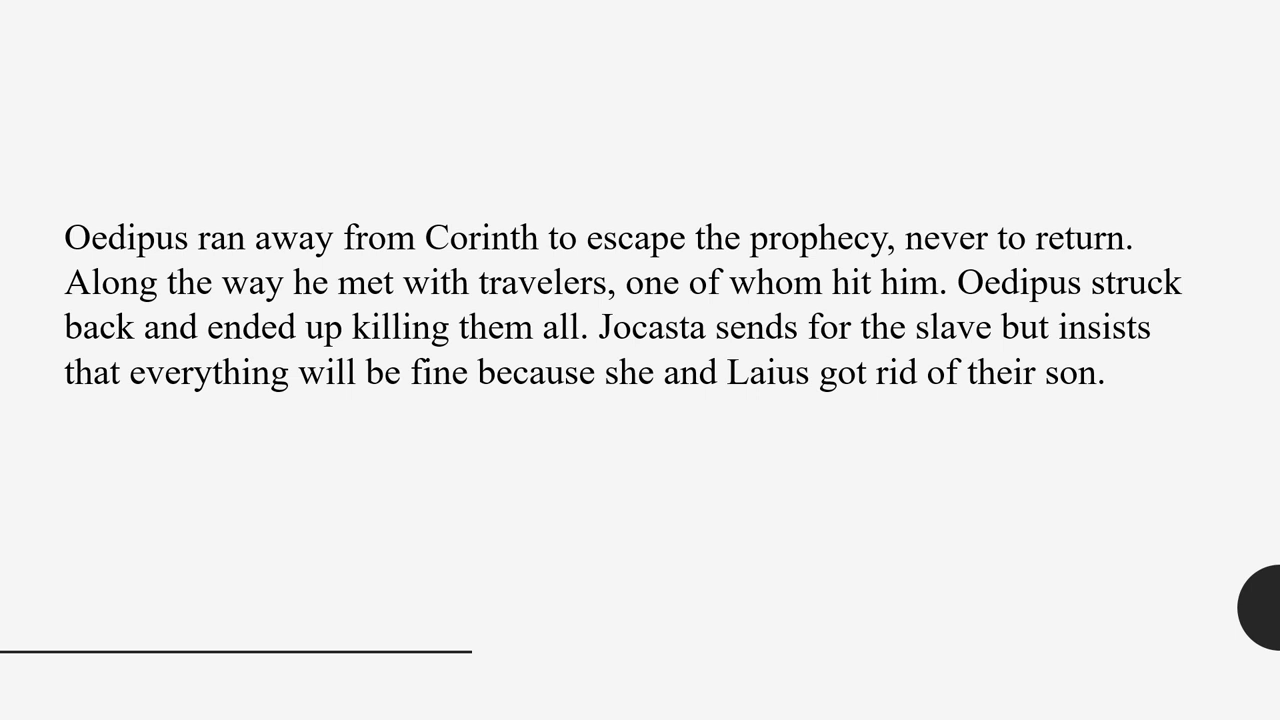 Oedipus ran away from Corinth to escape the prophecy, never to return.
Along the way he met with travelers, one of whom hit him. Oedipus struck
back and ended up killing them all. Jocasta sends for the slave but insists
that everything will be fine because she and Laius got rid of their son.